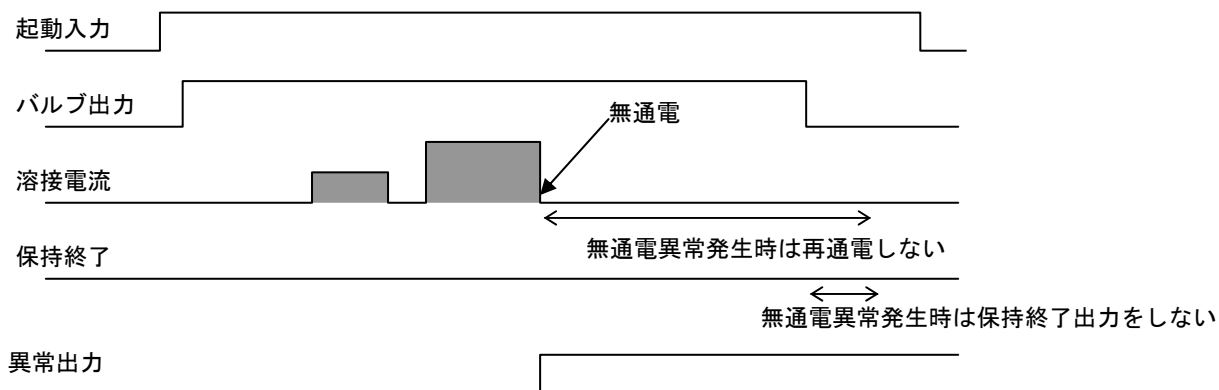 起動入力
バルブ出力
無通電
溶接電流
無通電異常発生時は再通電しない
保持終了
無通電異常発生時は保持終了出力をしない
異常出力